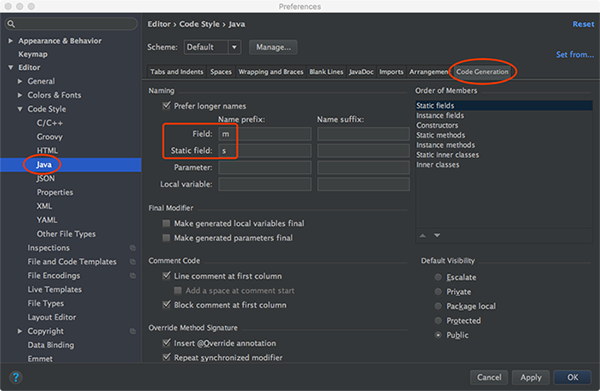 Preferences
Editor › Code Style › Java
Reset
Scheme: Default Manage...
Set from...
Tabs and Indents Spaces Wrapping and Braces Blank Lines JavaDoc Imports Arrangement Code Generation
Appearance & Behavior
Keymap
Editor
General
Colors & Fonts
Code Style
C/C++
Groovy
HTML
Java
JSON
Properties
XML
YAML
Other File Types
Inspections
File and Code Templates
File Encodings
Live Templates
File Types
Layout Editor
Copyright
Data Binding
Emmet
Naming
Prefer longer names
Name prefix: Name suffix:
Field: m
Static field: s
Parameter:
Local variable:
Final Modifier
Make generated local variables final
Make generated parameters final
Comment Code
Line comment at first column
Add a space at comment start
Block comment at first column
Override Method Signature
Insert @Override annotation
Repeat synchronized modifier
Order of Members
Static fields
Instance fields
Constructors
Static methods
Instance methods
Static inner classes
Inner classes
Default Visibility
Escalate
Private
Package local
Protected
Public
?
Cancel Apply OK